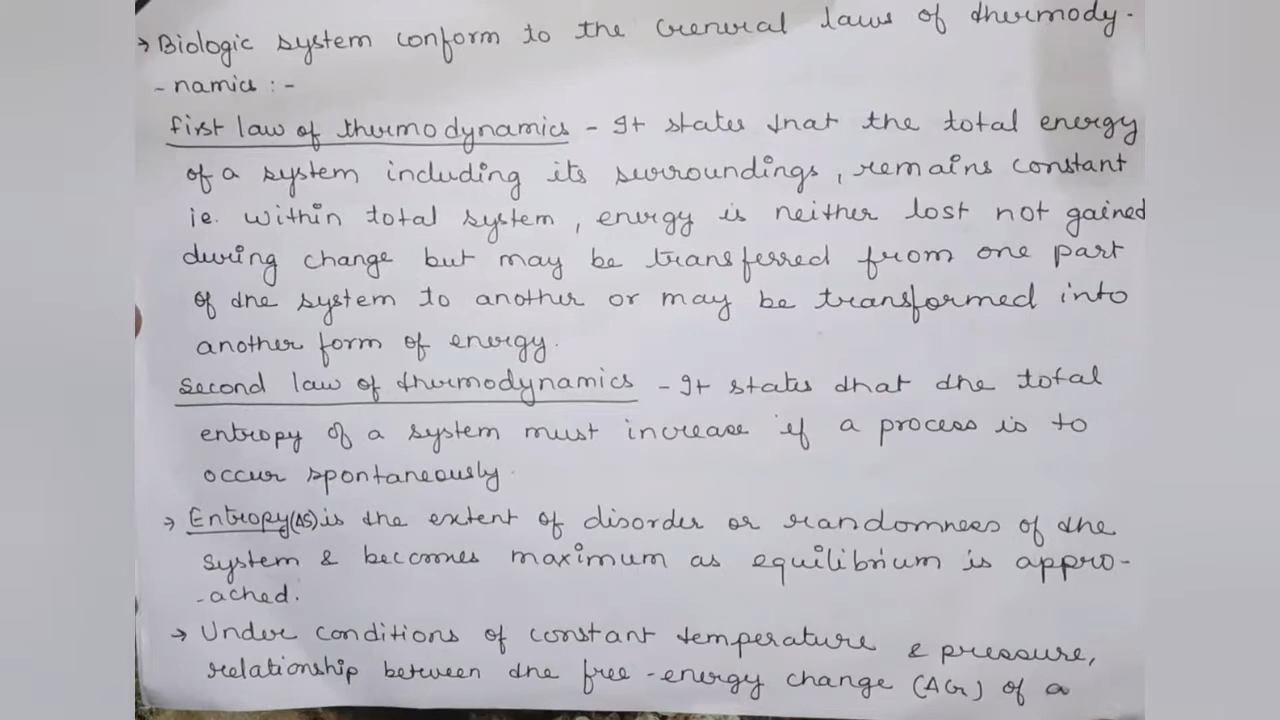 → Biologic system conform to the General laws of thermody-
-namics :-
first law of thermodynamics - It states that the total energy
of a system including its surroundings, remains constant
ie. within total system, energy is neither lost not gained
during change but may be transferred from one part
of the system to another or may be transformed into
another form of energy.
Second law of thermodynamics - It states that the total
entropy of a system must increase if a process is to
occur spontaneously.
→ Entropy(ΔS) is the extent of disorder or randomness of the
system & becomes maximum as equilibrium is appro-
-ached.
→ Under conditions of constant temperature & pressure,
relationship between the free-energy change (ΔG) of a